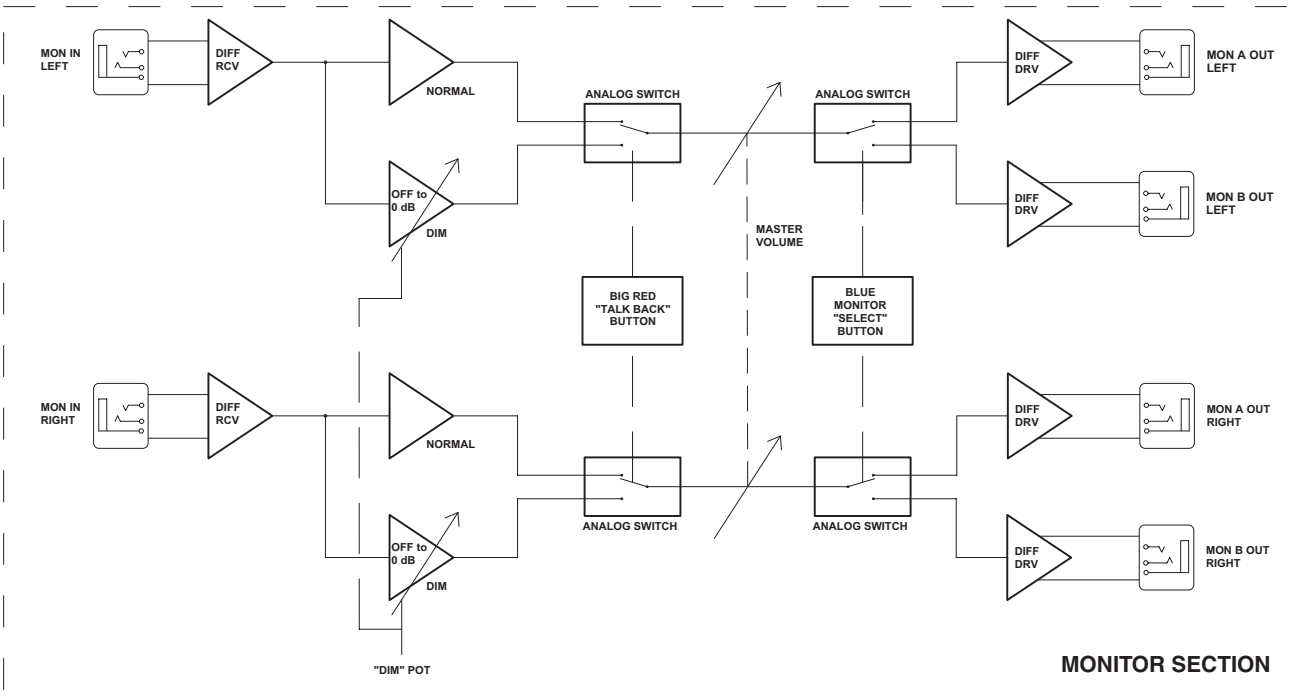 MON IN
LEFT
DIFF
RCV
NORMAL
OFF to
0 dB
DIM
ANALOG SWITCH
BIG RED
"TALK BACK"
BUTTON
MASTER
VOLUME
ANALOG SWITCH
BLUE
MONITOR
"SELECT"
BUTTON
DIFF
DRV
MON A OUT
LEFT
DIFF
DRV
MON B OUT
LEFT
MON IN
RIGHT
DIFF
RCV
NORMAL
OFF to
0 dB
DIM
"DIM" POT
ANALOG SWITCH
ANALOG SWITCH
DIFF
DRV
MON A OUT
RIGHT
DIFF
DRV
MON B OUT
RIGHT
MONITOR SECTION